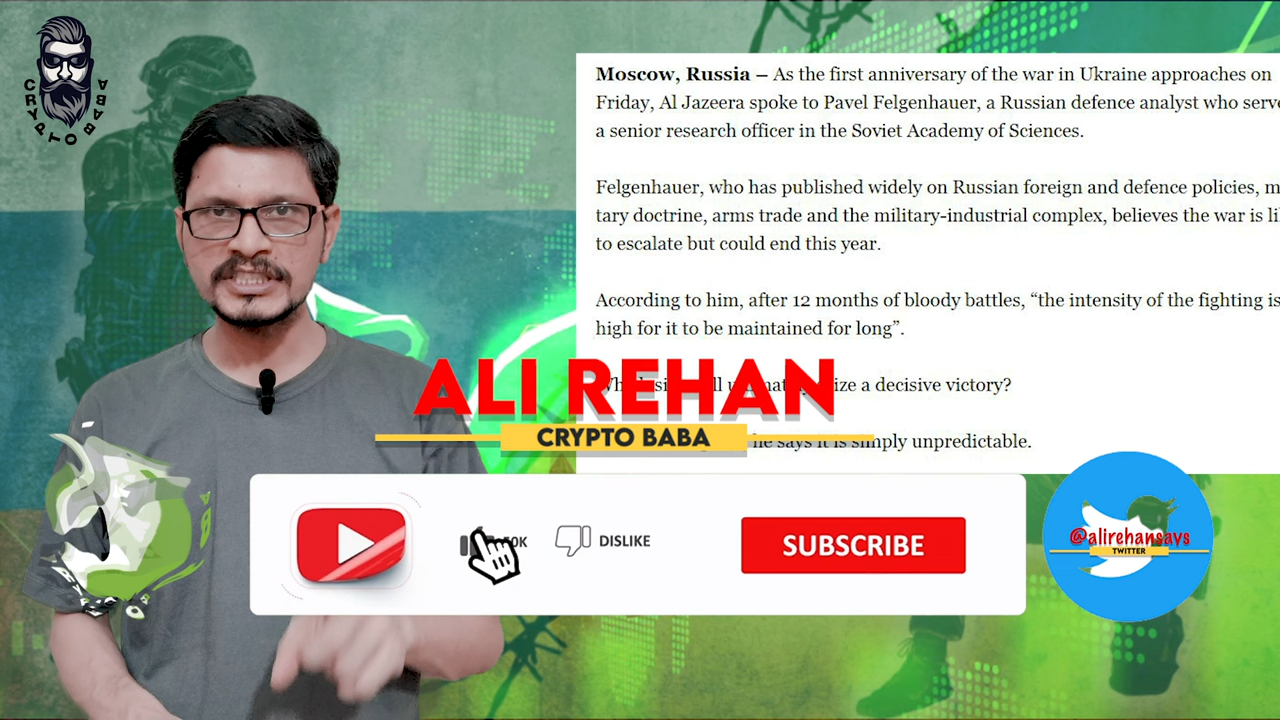 CRYPTO BABA
Moscow, Russia – As the first anniversary of the war in Ukraine approaches on
Friday, Al Jazeera spoke to Pavel Felgenhauer, a Russian defence analyst who
a senior research officer in the Soviet Academy of Sciences.
Felgenhauer, who has published widely on Russian foreign and defence policies,
tary doctrine, arms trade and the military-industrial complex, believes the war is
to escalate but could end this year.
According to him, after 12 months of bloody battles, “the intensity of the fighting is
high for it to be maintained for long”.
a decisive victory?
he says it is simply unpredictable.
ALI REHAN
CRYPTO BABA
DISLIKE
SUBSCRIBE
@alirehansays
TWITTER